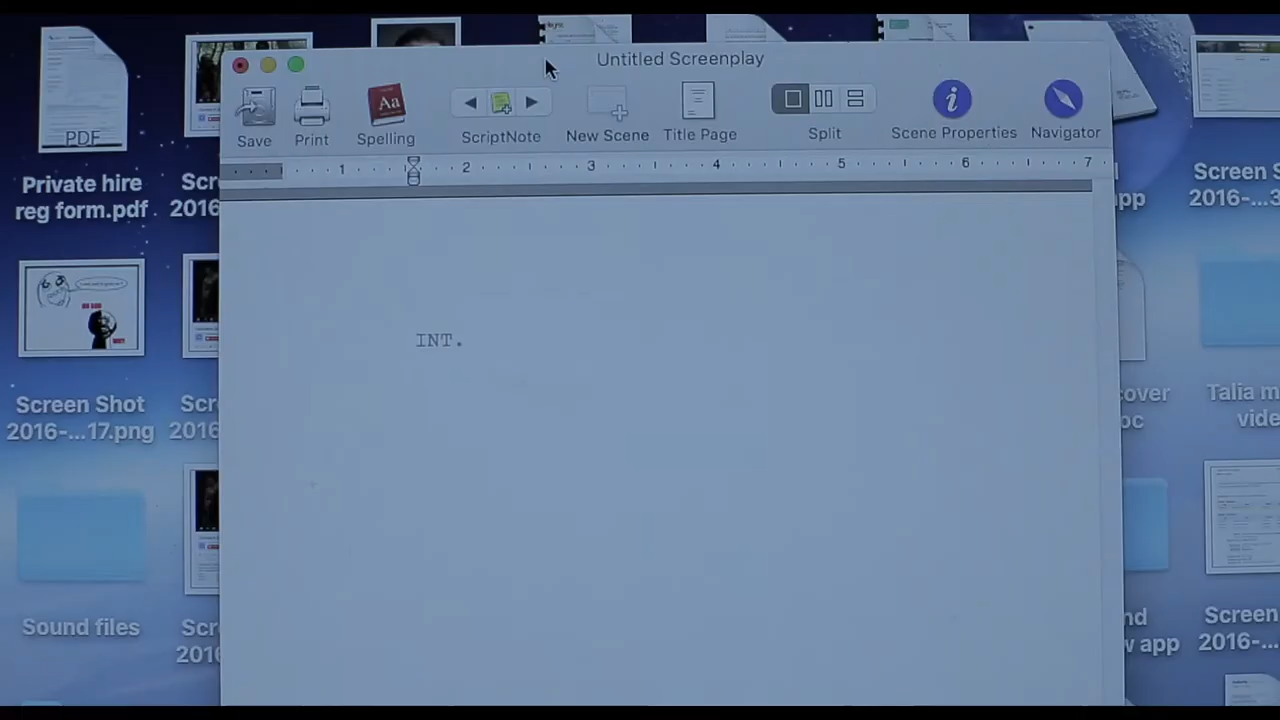 Untitled Screenplay
Save
Print
Aa
Spelling
ScriptNote
New Scene
Title Page
Split
Scene Properties
Navigator
1 2 3 4 5 6 7
INT.
PDF
Private hire
reg form.pdf
Screen Shot
2016-...17.png
Sound files
Scr
2016
Scr
2016
Scr
2016
app
cover
oc
nd
w app
Screen S
2016-...3
Talia m
vide
Screen
2016-...